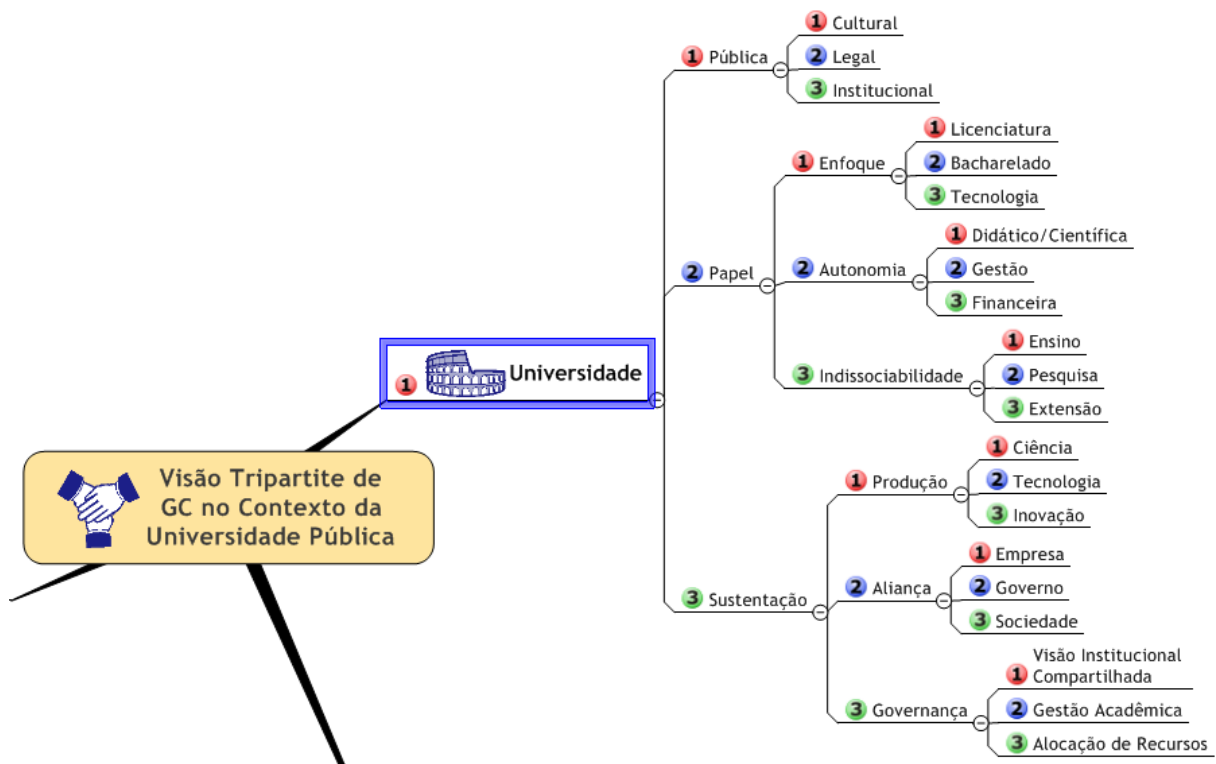 Visão Tripartite de
GC no Contexto da
Universidade Pública
1 Universidade
1 Pública
1 Cultural
2 Legal
3 Institucional
2 Papel
1 Enfoque
1 Licenciatura
2 Bacharelado
3 Tecnologia
2 Autonomia
1 Didático/Científica
2 Gestão
3 Financeira
3 Indissociabilidade
1 Ensino
2 Pesquisa
3 Extensão
3 Sustentação
1 Produção
1 Ciência
2 Tecnologia
3 Inovação
2 Aliança
1 Empresa
2 Governo
3 Sociedade
3 Governança
1 Visão Institucional
Compartilhada
2 Gestão Acadêmica
3 Alocação de Recursos